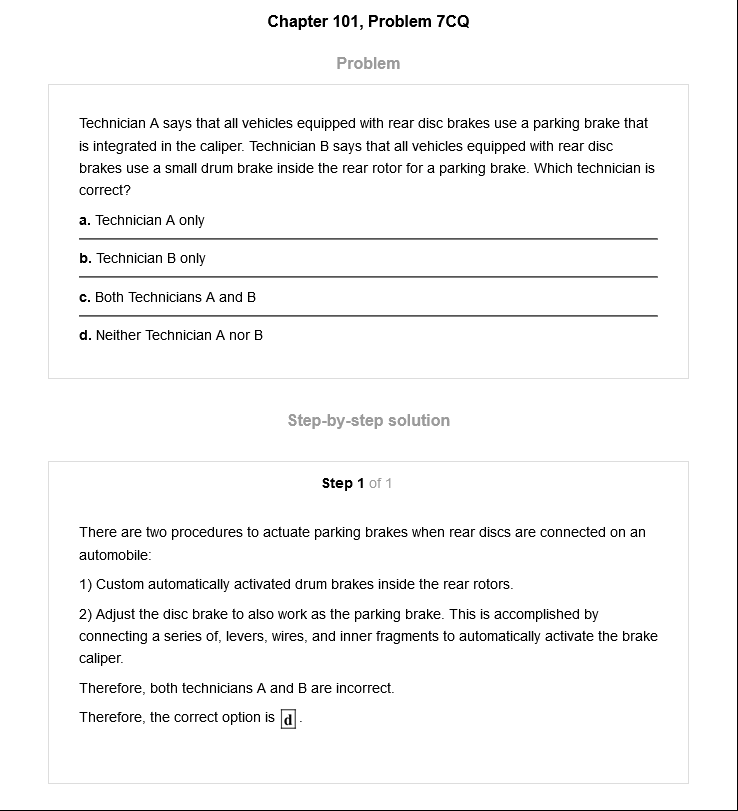 Chapter 101, Problem 7CQ
Problem
Technician A says that all vehicles equipped with rear disc brakes use a parking brake that
is integrated in the caliper. Technician B says that all vehicles equipped with rear disc
brakes use a small drum brake inside the rear rotor for a parking brake. Which technician is
correct?
a. Technician A only
b. Technician B only
c. Both Technicians A and B
d. Neither Technician A nor B
Step-by-step solution
Step 1 of 1
There are two procedures to actuate parking brakes when rear discs are connected on an
automobile:
1) Custom automatically activated drum brakes inside the rear rotors.
2) Adjust the disc brake to also work as the parking brake. This is accomplished by
connecting a series of, levers, wires, and inner fragments to automatically activate the brake
caliper.
Therefore, both technicians A and B are incorrect.
Therefore, the correct option is d.